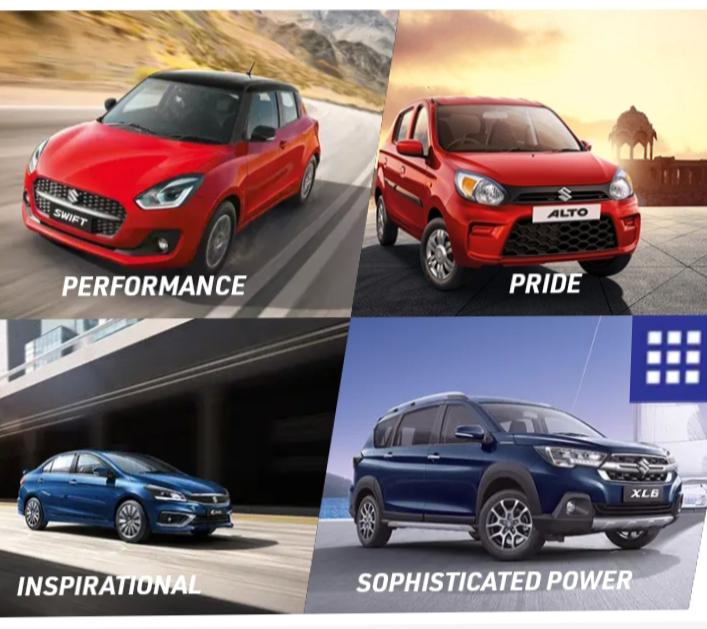 SWIFT
PERFORMANCE
ALTO
PRIDE
INSPIRATIONAL
XL6
SOPHISTICATED POWER